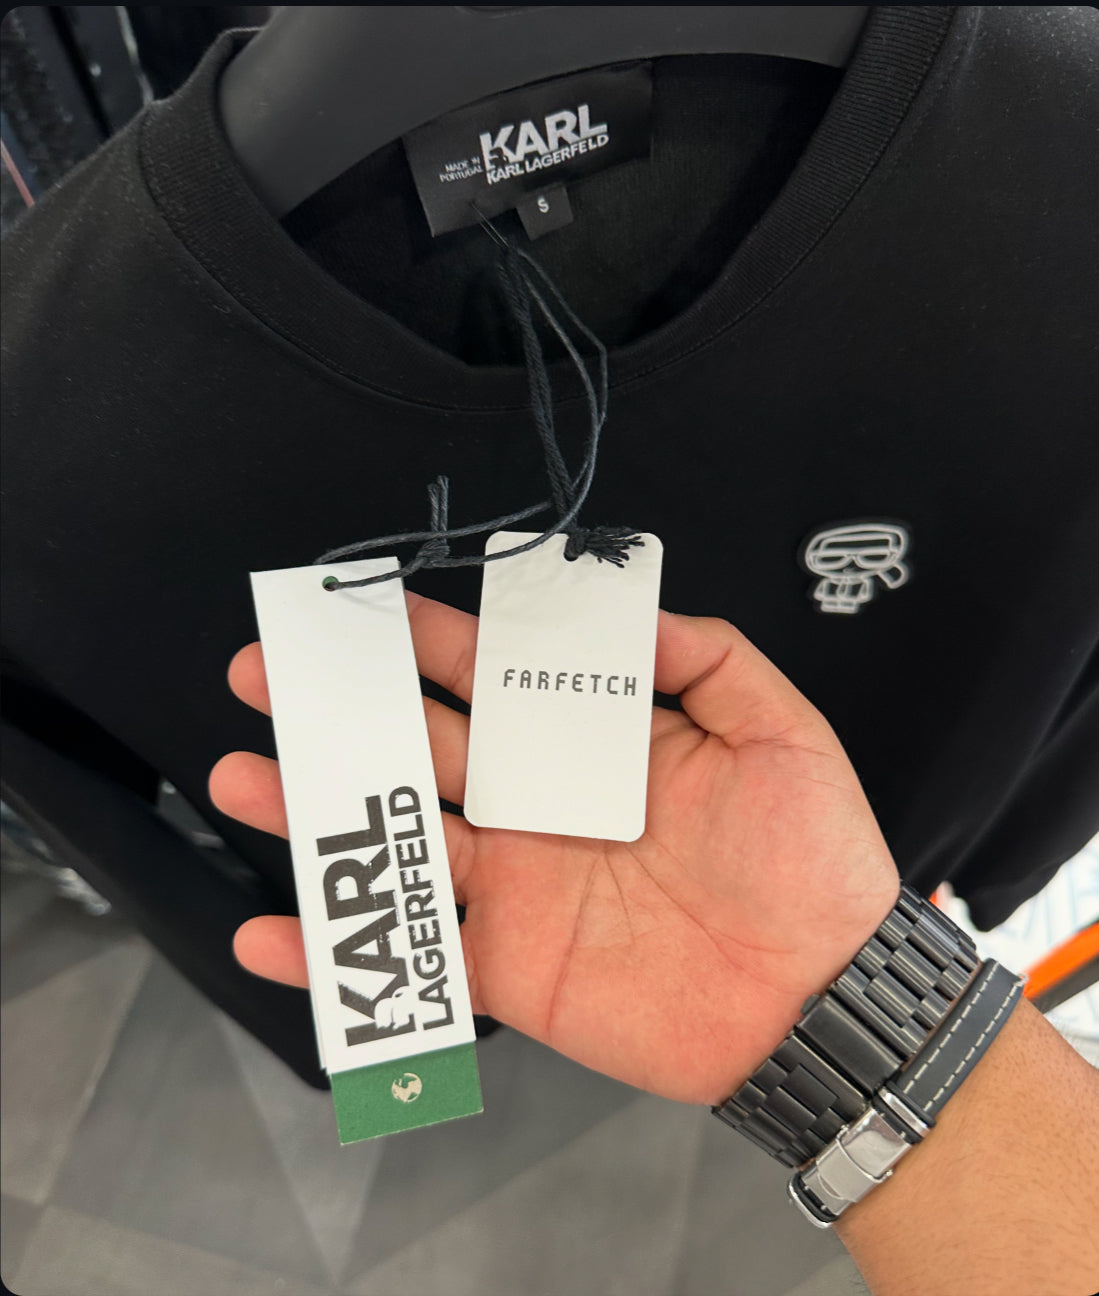 MADE IN
PORTUGAL
KARL
KARL LAGERFELD
S
FARFETCH
KARL
LAGERFELD